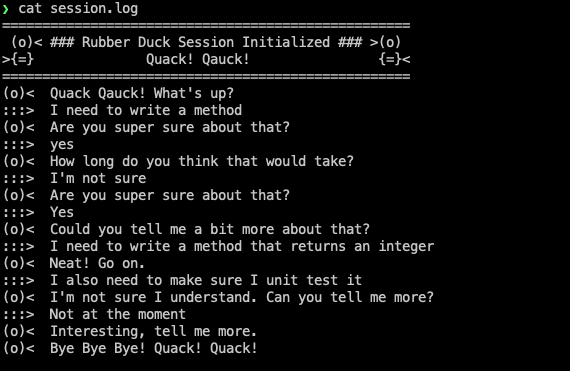 ❯ cat session.log
===================================================
 (o)< ### Rubber Duck Session Initialized ### >(o)
>{=}              Quack! Qauck!                {=}<
===================================================
(o)<  Quack Qauck! What's up?
:::>  I need to write a method
(o)<  Are you super sure about that?
:::>  yes
(o)<  How long do you think that would take?
:::>  I'm not sure
(o)<  Are you super sure about that?
:::>  Yes
(o)<  Could you tell me a bit more about that?
:::>  I need to write a method that returns an integer
(o)<  Neat! Go on.
:::>  I also need to make sure I unit test it
(o)<  I'm not sure I understand. Can you tell me more?
:::>  Not at the moment
(o)<  Interesting, tell me more.
(o)<  Bye Bye Bye! Quack! Quack!